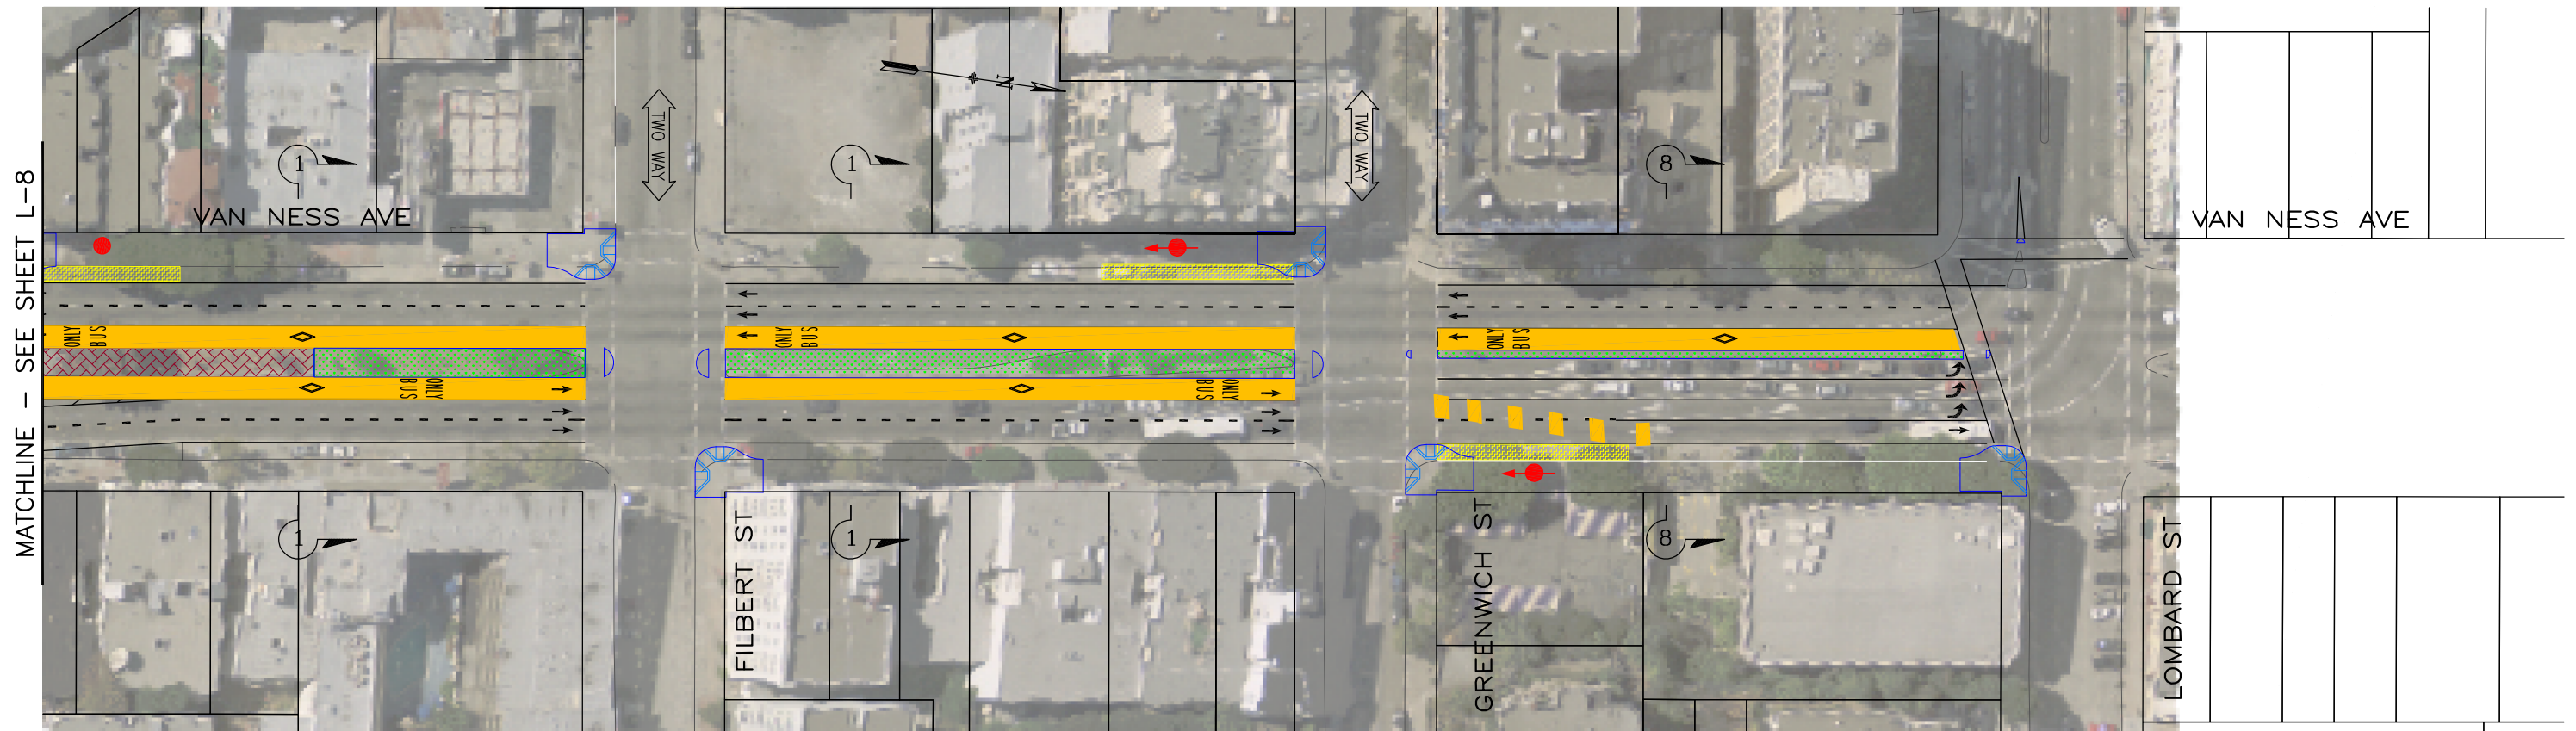 MATCHLINE – SEE SHEET L–8
VAN NESS AVE
VAN NESS AVE
TWO WAY
TWO WAY
N
1
1
8
ONLY
BUS
ONLY
BUS
ONLY
BUS
BUS
ONLY
BUS
ONLY
1
1
8
FILBERT ST
GREENWICH ST
LOMBARD ST